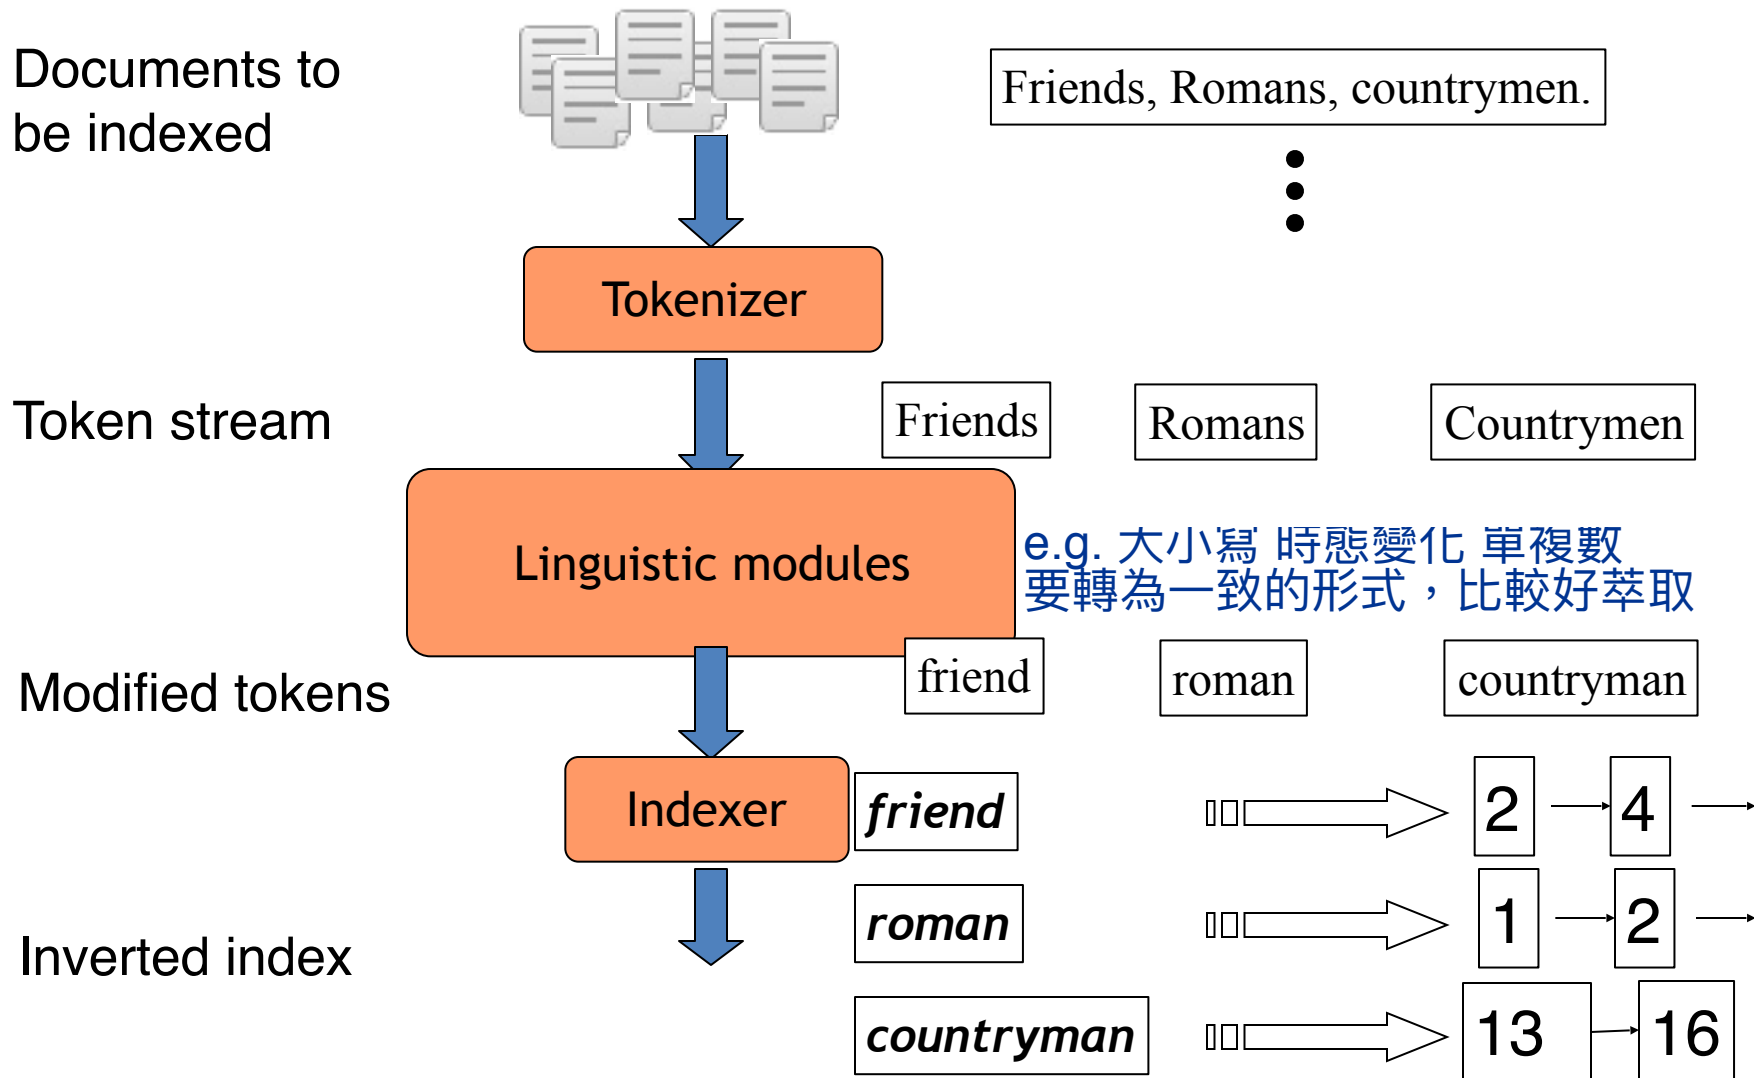 Documents to
be indexed
Friends, Romans, countrymen.
Tokenizer
Token stream
Friends
Romans
Countrymen
Linguistic modules
e.g. 大小寫 時態變化 單複數
要轉為一致的形式，比較好萃取
Modified tokens
friend
roman
countryman
Indexer
friend
2
4
roman
1
2
Inverted index
countryman
13
16